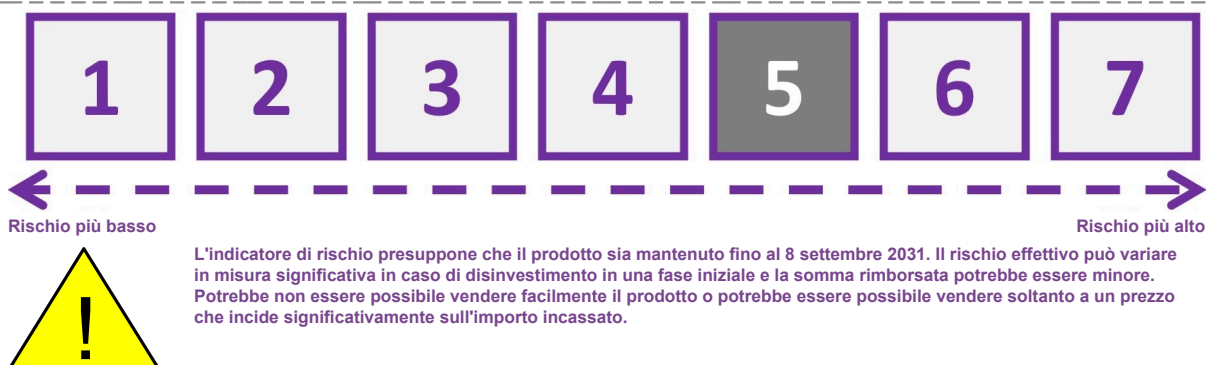 1 2 3 4 5 6 7
Rischio più basso Rischio più alto
L'indicatore di rischio presuppone che il prodotto sia mantenuto fino al 8 settembre 2031. Il rischio effettivo può variare
in misura significativa in caso di disinvestimento in una fase iniziale e la somma rimborsata potrebbe essere minore.
Potrebbe non essere possibile vendere facilmente il prodotto o potrebbe essere possibile vendere soltanto a un prezzo
che incide significativamente sull'importo incassato.
!